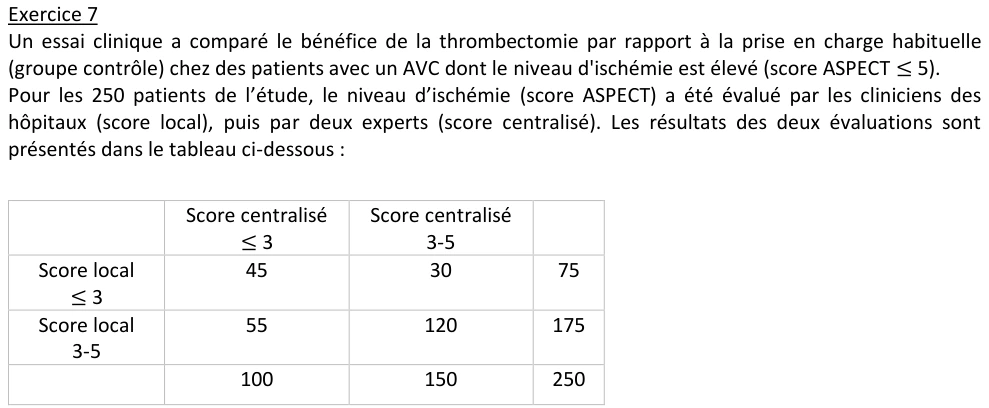 Exercice 7
Un essai clinique a comparé le bénéfice de la thrombectomie par rapport à la prise en charge habituelle
(groupe contrôle) chez des patients avec un AVC dont le niveau d'ischémie est élevé (score ASPECT ≤ 5).
Pour les 250 patients de l’étude, le niveau d’ischémie (score ASPECT) a été évalué par les cliniciens des
hôpitaux (score local), puis par deux experts (score centralisé). Les résultats des deux évaluations sont
présentés dans le tableau ci-dessous :
Score centralisé Score centralisé
≤ 3 3-5
Score local 45 30 75
≤ 3
Score local 55 120 175
3-5
100 150 250